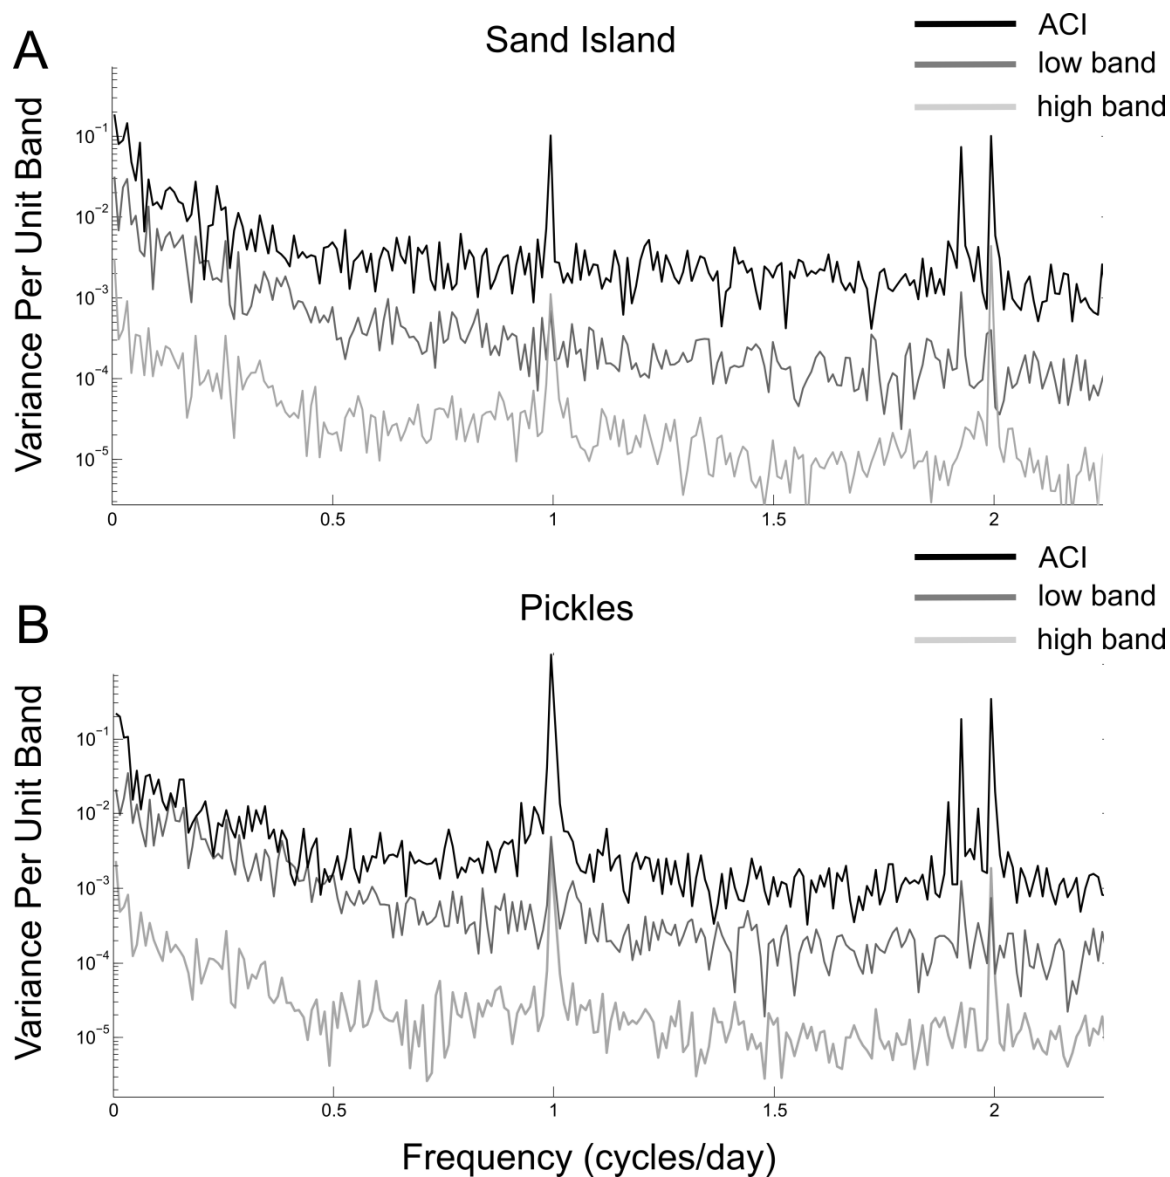 A
Sand Island
ACI
low band
high band
Variance Per Unit Band
10⁻¹
10⁻²
10⁻³
10⁻⁴
10⁻⁵
0
0.5
1
1.5
2
B
Pickles
ACI
low band
high band
Variance Per Unit Band
10⁻¹
10⁻²
10⁻³
10⁻⁴
10⁻⁵
0
0.5
1
1.5
2
Frequency (cycles/day)